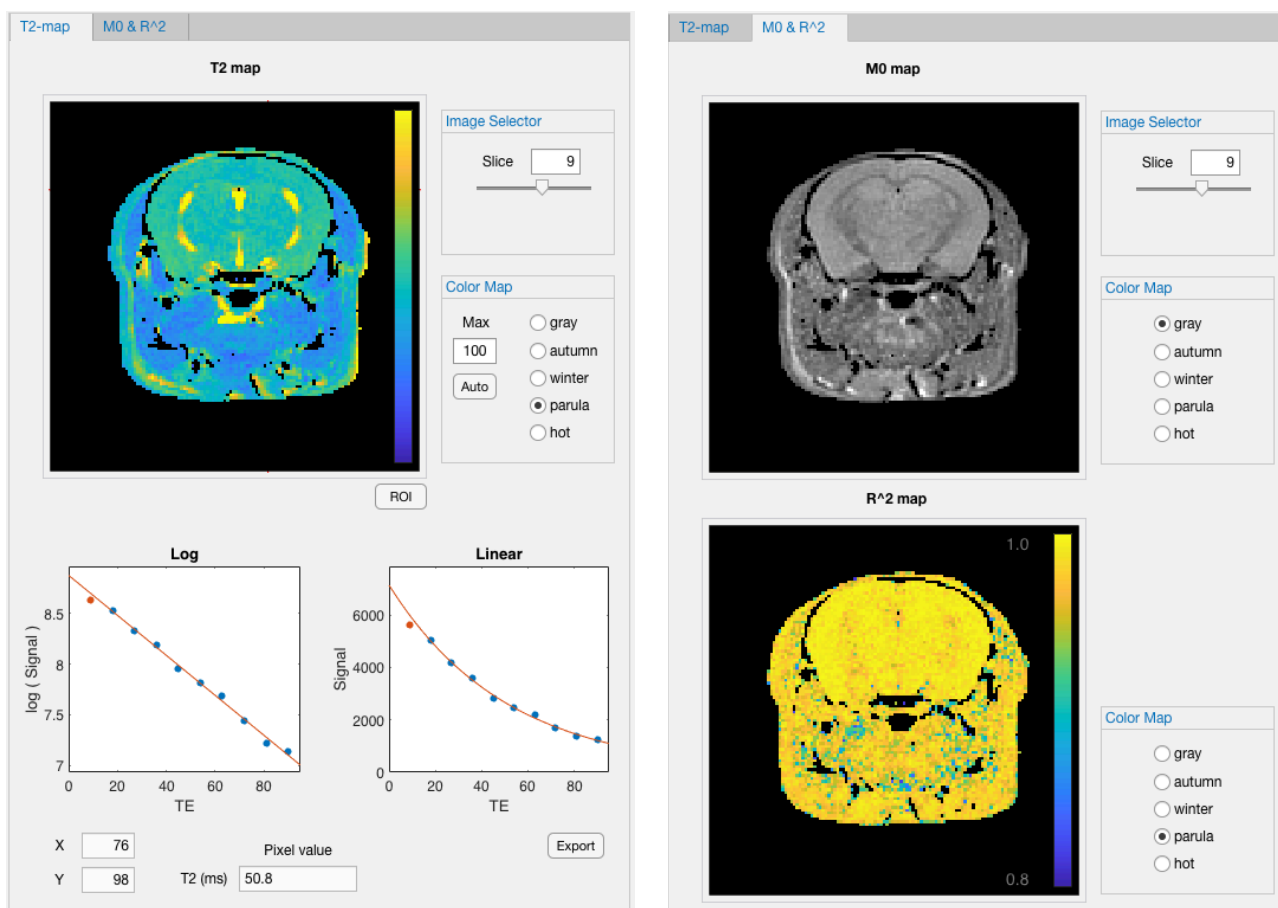 T2-map M0 & R^2
T2 map
Image Selector
Slice 9
Color Map
Max
100
Auto
gray
autumn
winter
parula
hot
ROI
Log
log ( Signal )
8.5
8
7.5
7
0 20 40 60 80
TE
Linear
Signal
6000
4000
2000
0
0 20 40 60 80
TE
X 76
Y 98
Pixel value
T2 (ms) 50.8
Export
T2-map M0 & R^2
M0 map
Image Selector
Slice 9
Color Map
gray
autumn
winter
parula
hot
R^2 map
1.0
0.8
Color Map
gray
autumn
winter
parula
hot